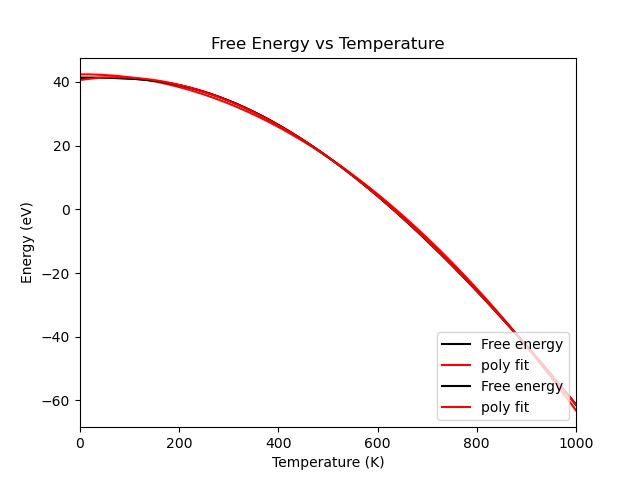 Free Energy vs Temperature
Energy (eV)
40
20
0
−20
−40
−60
0
200
400
600
800
1000
Temperature (K)
Free energy
poly fit
Free energy
poly fit